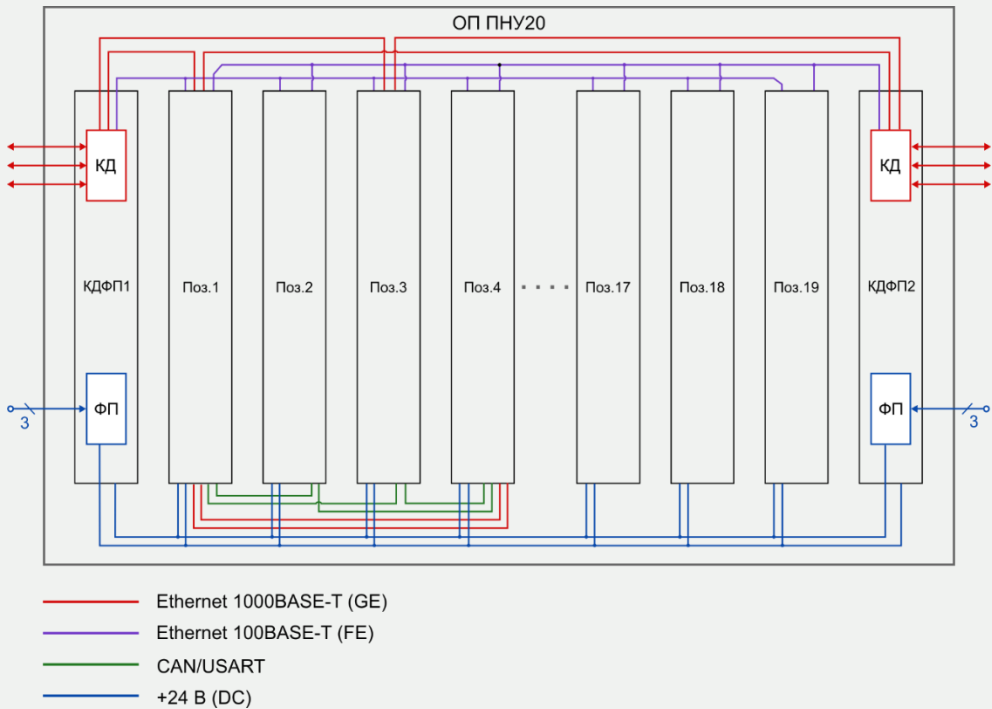 ОП ПНУ20
КД
КД
КДФП1
Поз.1
Поз.2
Поз.3
Поз.4
Поз.17
Поз.18
Поз.19
КДФП2
ФП
ФП
3
3
Ethernet 1000BASE-T (GE)
Ethernet 100BASE-T (FE)
CAN/USART
+24 В (DC)